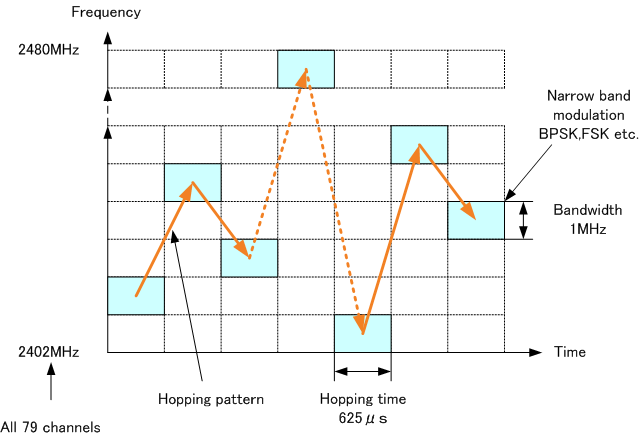 Frequency
2480MHz
Narrow band
modulation
BPSK,FSK etc.
Bandwidth
1MHz
2402MHz
Time
Hopping pattern
Hopping time
625μs
All 79 channels